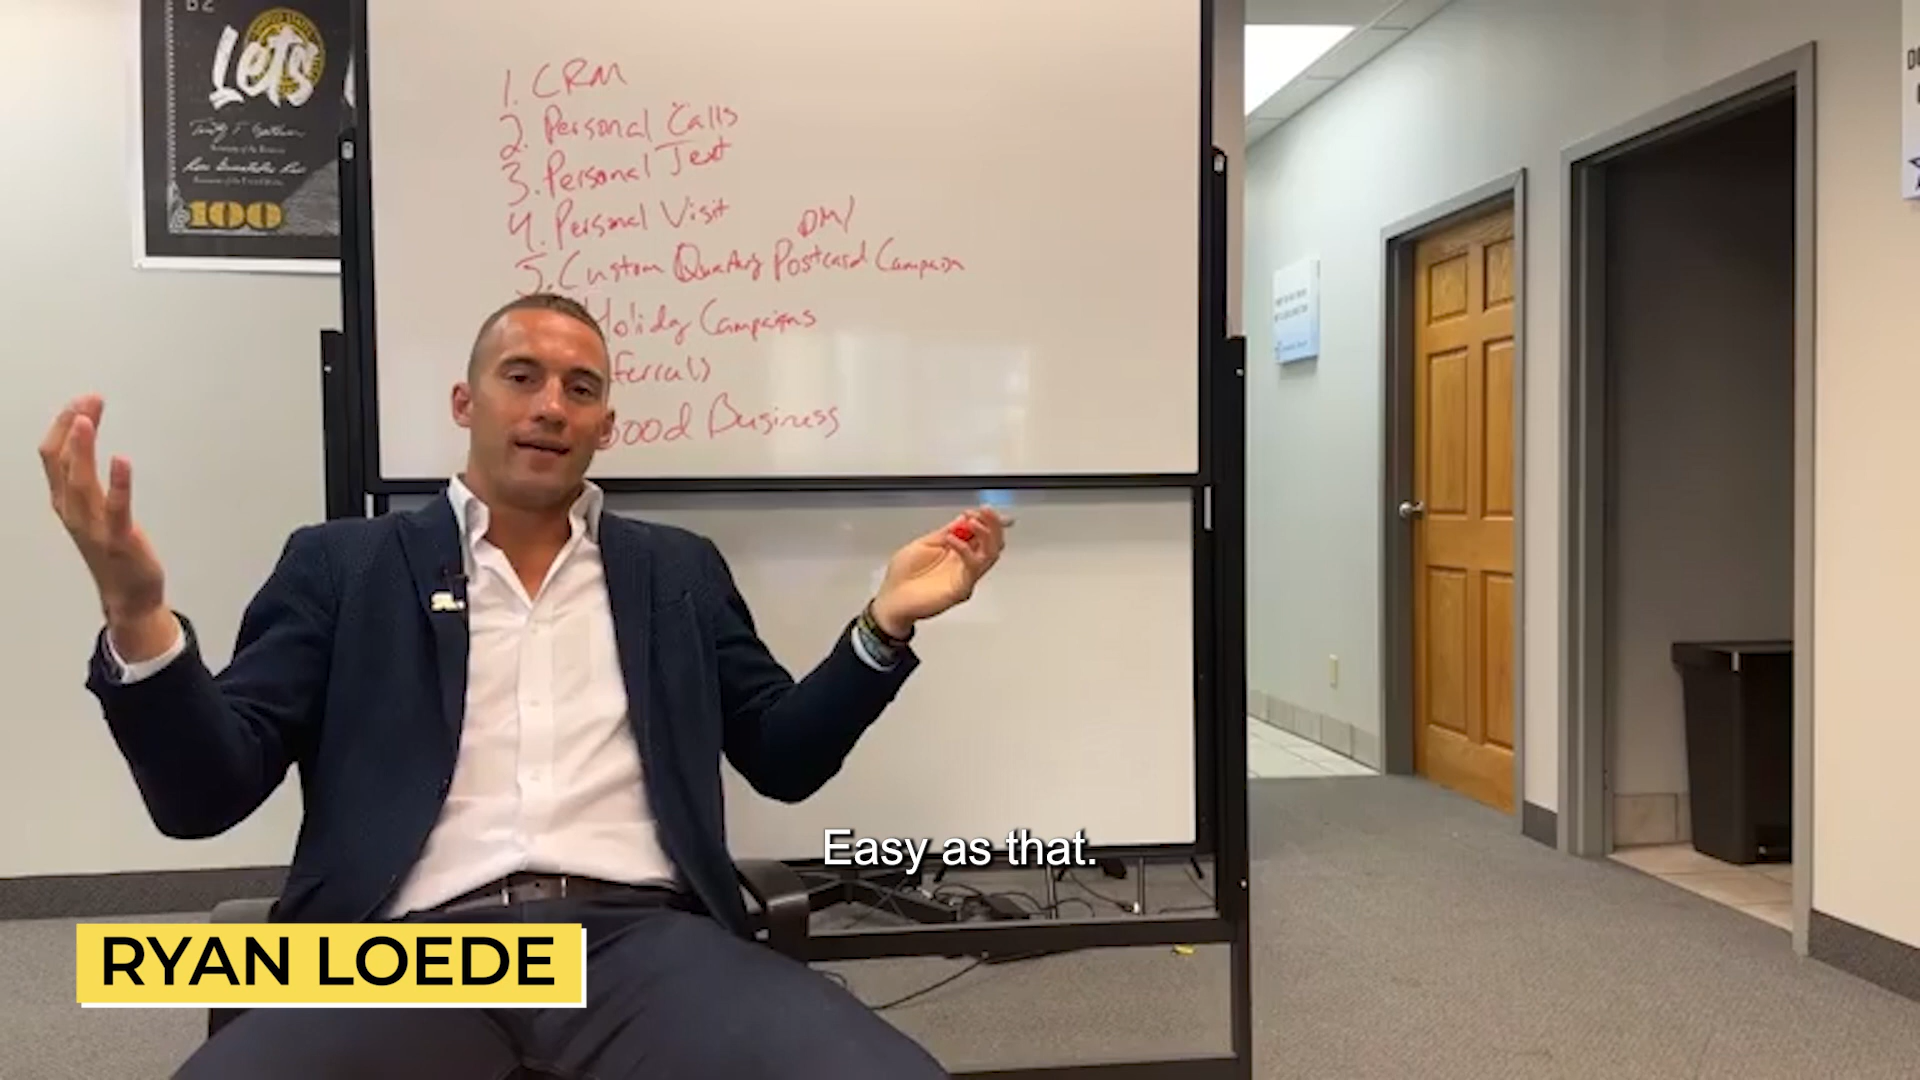 B2
Lets
100
1. CRM
2. Personal Calls
3. Personal Text
4. Personal Visit
DM/
5. Custom Quarterly Postcard Campaign
Holiday Campaigns
ferrals
ood Business
Easy as that.
RYAN LOEDE